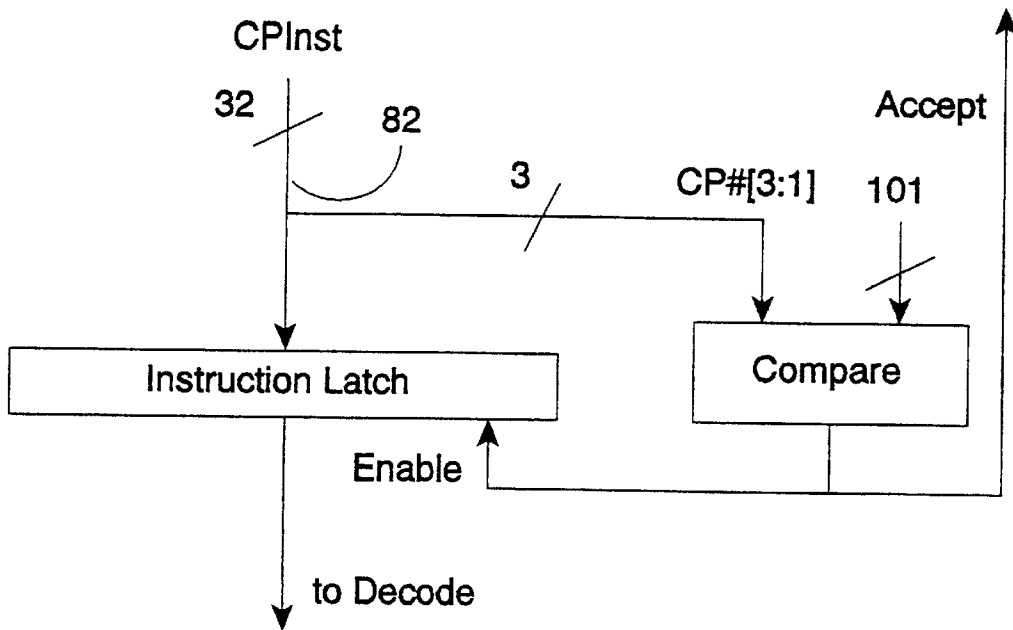 CPInst
32
82
Accept
3
CP#[3:1]
101
Instruction Latch
Compare
Enable
to Decode